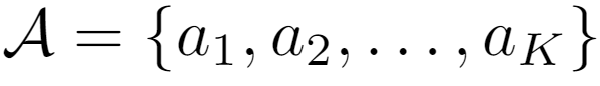 𝒜 = {a₁, a₂, . . . , a_K}